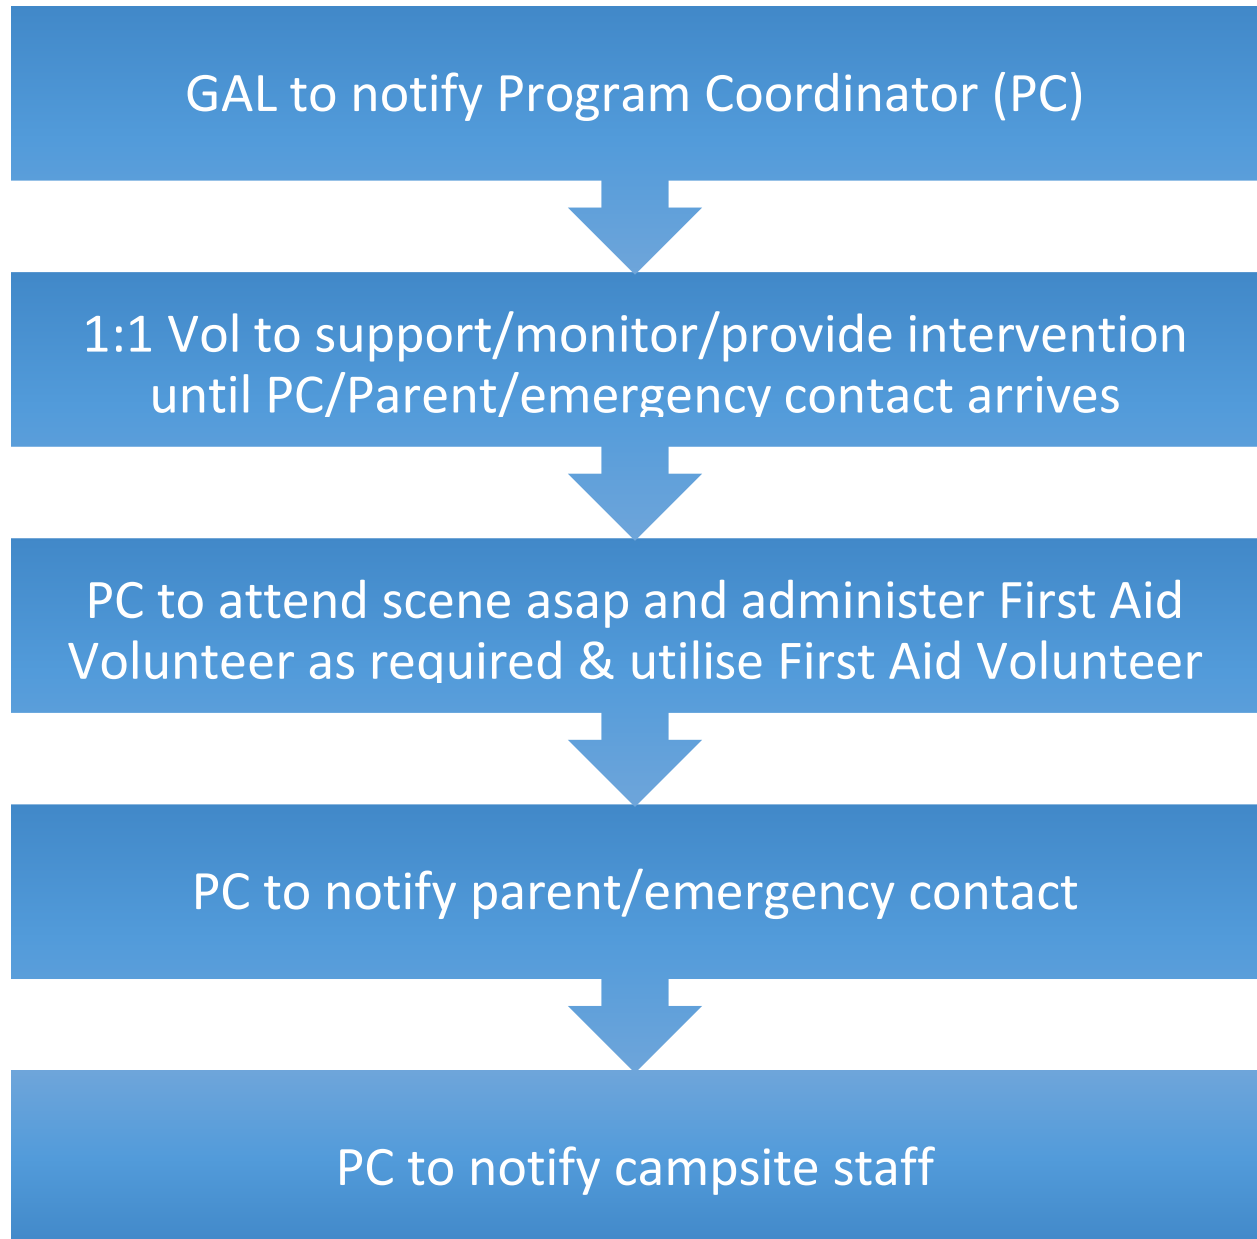 GAL to notify Program Coordinator (PC)
1:1 Vol to support/monitor/provide intervention
until PC/Parent/emergency contact arrives
PC to attend scene asap and administer First Aid
Volunteer as required & utilise First Aid Volunteer
PC to notify parent/emergency contact
PC to notify campsite staff